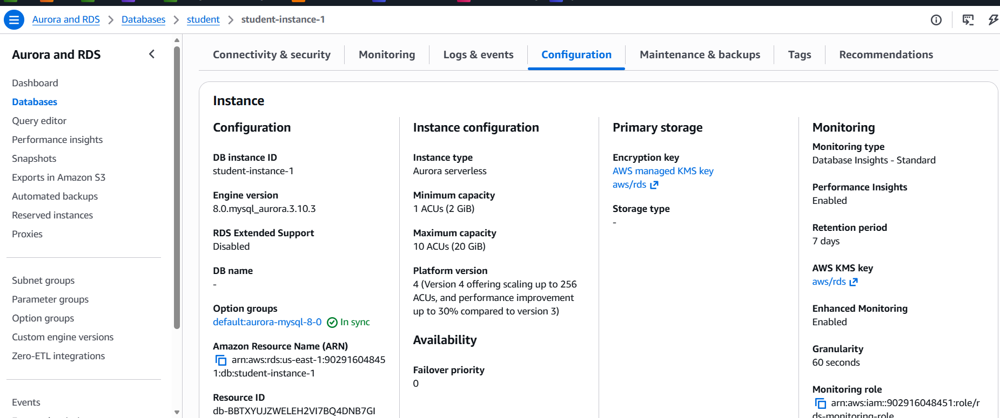 Aurora and RDS > Databases > student > student-instance-1
Aurora and RDS
Dashboard
Databases
Query editor
Performance insights
Snapshots
Exports in Amazon S3
Automated backups
Reserved instances
Proxies
Subnet groups
Parameter groups
Option groups
Custom engine versions
Zero-ETL integrations
Events
Connectivity & security
Monitoring
Logs & events
Configuration
Maintenance & backups
Tags
Recommendations
Instance
Configuration
DB instance ID
student-instance-1
Engine version
8.0.mysql_aurora.3.10.3
RDS Extended Support
Disabled
DB name
-
Option groups
default:aurora-mysql-8-0 In sync
Amazon Resource Name (ARN)
arn:aws:rds:us-east-1:90291604845
1:db:student-instance-1
Resource ID
db-BBTXYUJZWELEH2VI7BQ4DNB7GI
Instance configuration
Instance type
Aurora serverless
Minimum capacity
1 ACUs (2 GiB)
Maximum capacity
10 ACUs (20 GiB)
Platform version
4 (Version 4 offering scaling up to 256
ACUs, and performance improvement
up to 30% compared to version 3)
Availability
Failover priority
0
Primary storage
Encryption key
AWS managed KMS key
aws/rds
Storage type
-
Monitoring
Monitoring type
Database Insights - Standard
Performance Insights
Enabled
Retention period
7 days
AWS KMS key
aws/rds
Enhanced Monitoring
Enabled
Granularity
60 seconds
Monitoring role
arn:aws:iam::902916048451:role/r
ds-monitoring-role